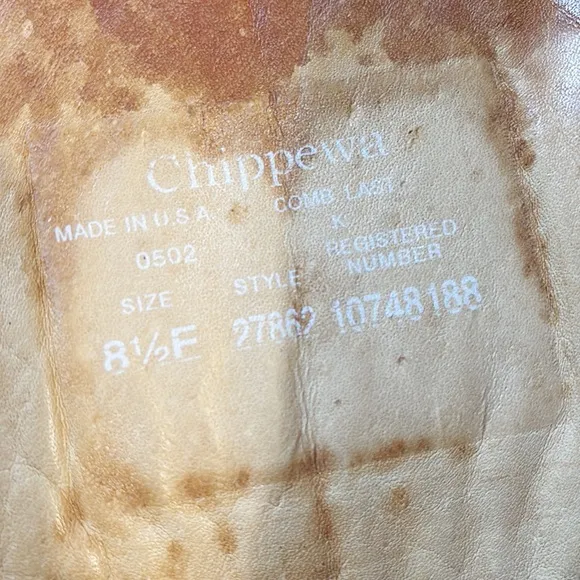 Chippewa
MADE IN U.S.A. COMB LAST
0502 K
REGISTERED
SIZE STYLE NUMBER
8½E 27862 10748188